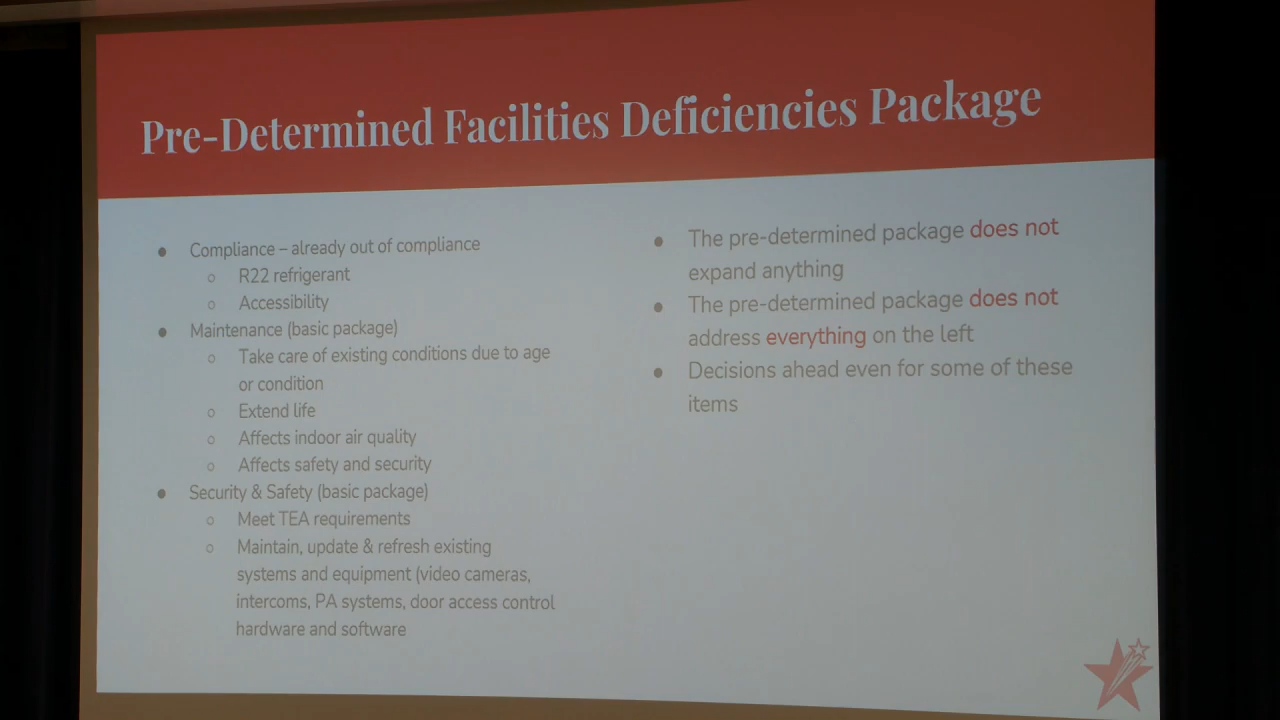 Pre-Determined Facilities Deficiencies Package
● Compliance – already out of compliance
○ R22 refrigerant
○ Accessibility
● Maintenance (basic package)
○ Take care of existing conditions due to age
or condition
○ Extend life
○ Affects indoor air quality
○ Affects safety and security
● Security & Safety (basic package)
○ Meet TEA requirements
○ Maintain, update & refresh existing
systems and equipment (video cameras,
intercoms, PA systems, door access control
hardware and software
● The pre-determined package does not
expand anything
● The pre-determined package does not
address everything on the left
● Decisions ahead even for some of these
items